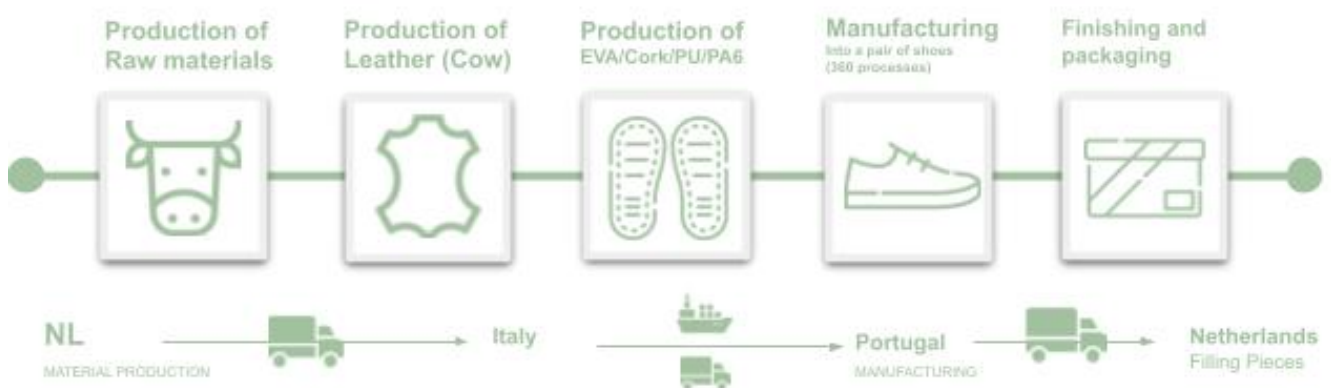 Production of
Raw materials
Production of
Leather (Cow)
Production of
EVA/Cork/PU/PA6
Manufacturing
Into a pair of shoes
(360 processes)
Finishing and
packaging
NL
MATERIAL PRODUCTION
Italy
Portugal
MANUFACTURING
Netherlands
Filling Pieces